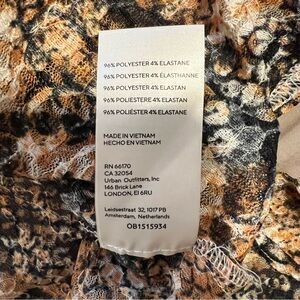 96% POLYESTER 4% ELASTANE
96% POLYESTER 4% ÉLASTHANNE
96% POLYESTER 4% ELASTAN
96% POLIESTERE 4% ELASTAN
96% POLIÉSTER 4% ELASTANE
MADE IN VIETNAM
HECHO EN VIETNAM
RN 66170
CA 32054
Urban Outfitters, Inc
146 Brick Lane
LONDON, E1 6RU
Leidsestraat 32, 1017 PB
Amsterdam, Netherlands
OB1515934